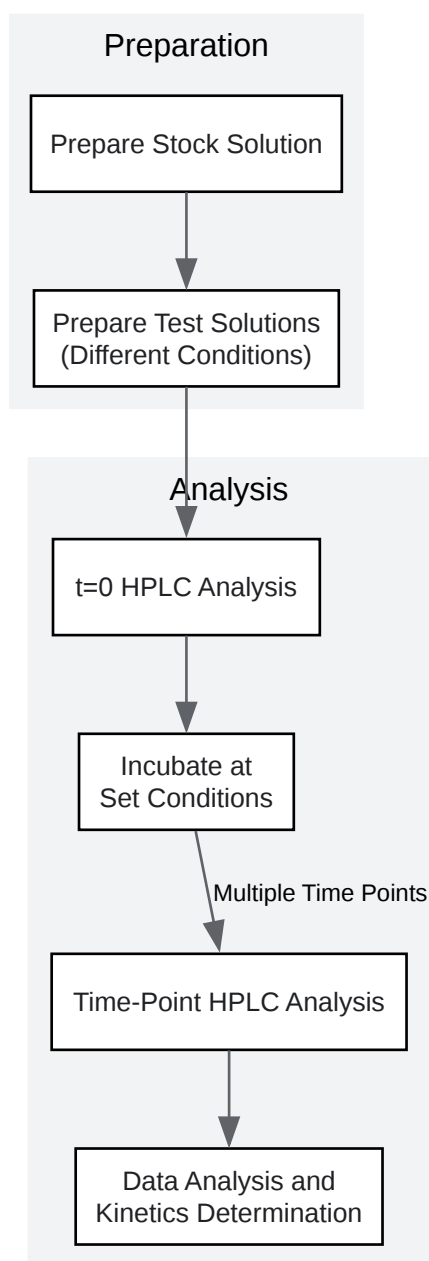 Preparation
Prepare Stock Solution
Prepare Test Solutions
(Different Conditions)
Analysis
t=0 HPLC Analysis
Incubate at
Set Conditions
Multiple Time Points
Time-Point HPLC Analysis
Data Analysis and
Kinetics Determination